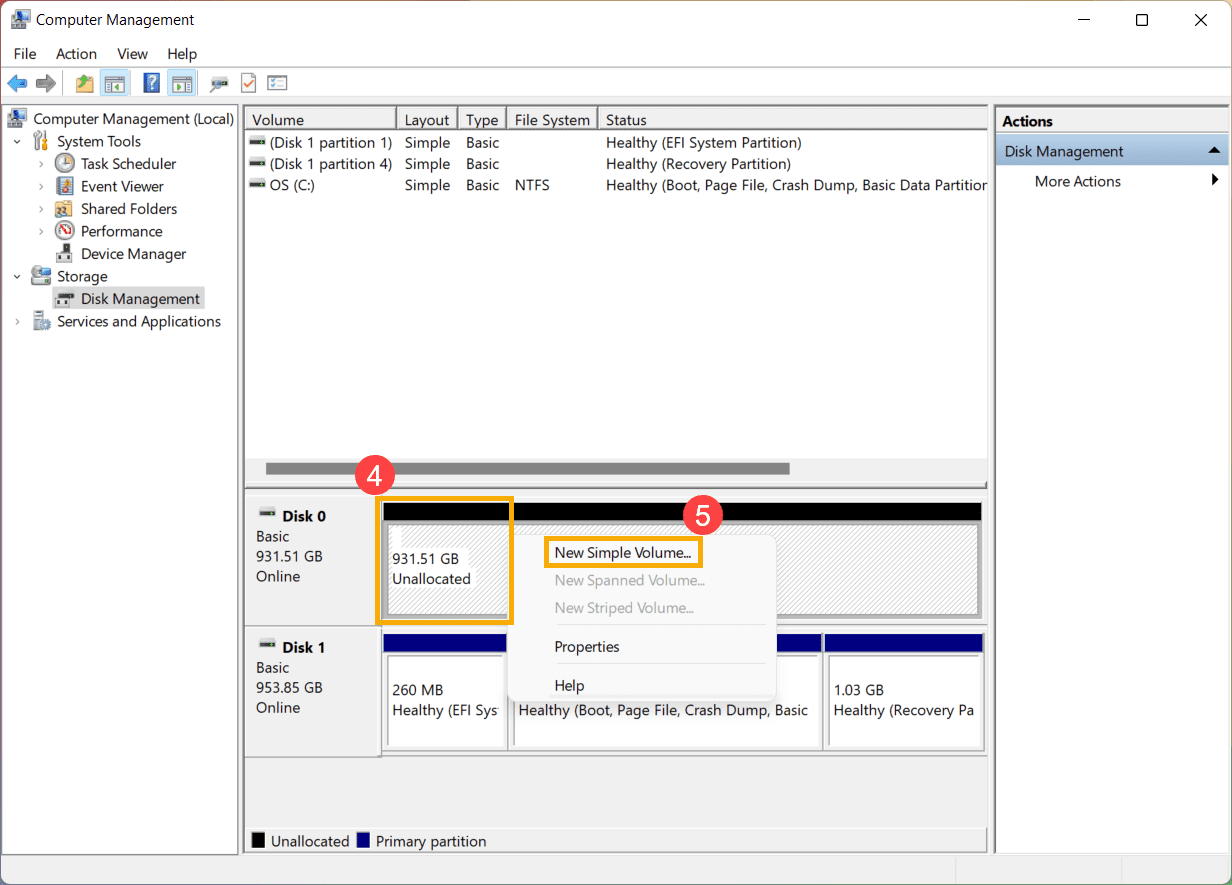 Computer Management
File Action View Help
Computer Management (Local)
System Tools
Task Scheduler
Event Viewer
Shared Folders
Performance
Device Manager
Storage
Disk Management
Services and Applications
Volume Layout Type File System Status
(Disk 1 partition 1) Simple Basic Healthy (EFI System Partition)
(Disk 1 partition 4) Simple Basic Healthy (Recovery Partition)
OS (C:) Simple Basic NTFS Healthy (Boot, Page File, Crash Dump, Basic Data Partition
Actions
Disk Management
More Actions
4
5
Disk 0
Basic
931.51 GB
Online
931.51 GB
Unallocated
New Simple Volume...
New Spanned Volume...
New Striped Volume...
Properties
Help
Disk 1
Basic
953.85 GB
Online
260 MB
Healthy (EFI Sys
Healthy (Boot, Page File, Crash Dump, Basic
1.03 GB
Healthy (Recovery Pa
Unallocated Primary partition